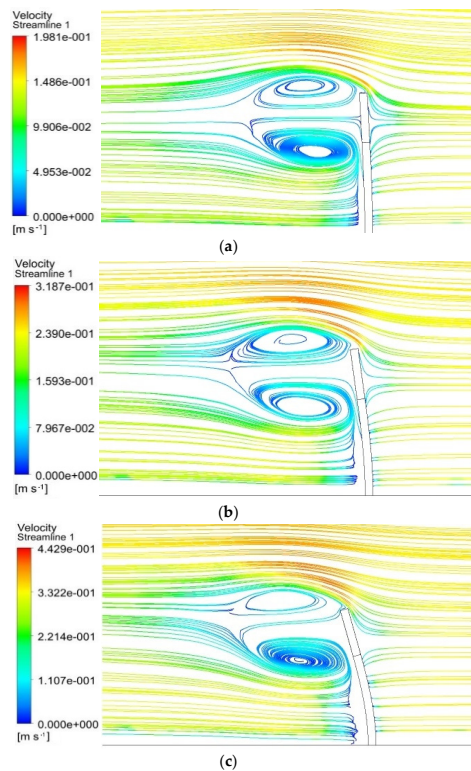 Velocity
Streamline 1
1.981e-001
1.486e-001
9.906e-002
4.953e-002
0.000e+000
[m s⁻¹]
(a)
Velocity
Streamline 1
3.187e-001
2.390e-001
1.593e-001
7.967e-002
0.000e+000
[m s⁻¹]
(b)
Velocity
Streamline 1
4.429e-001
3.322e-001
2.214e-001
1.107e-001
0.000e+000
[m s⁻¹]
(c)